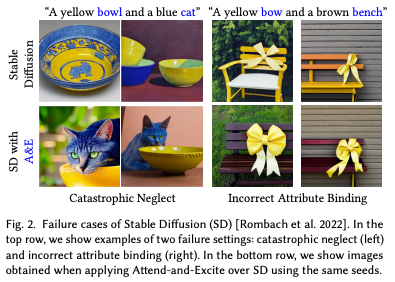 "A yellow bowl and a blue cat" "A yellow bow and a brown bench"
Stable
Diffusion
SD with
A&E
Catastrophic Neglect Incorrect Attribute Binding
Fig. 2. Failure cases of Stable Diffusion (SD) [Rombach et al. 2022]. In the
top row, we show examples of two failure settings: catastrophic neglect (left)
and incorrect attribute binding (right). In the bottom row, we show images
obtained when applying Attend-and-Excite over SD using the same seeds.